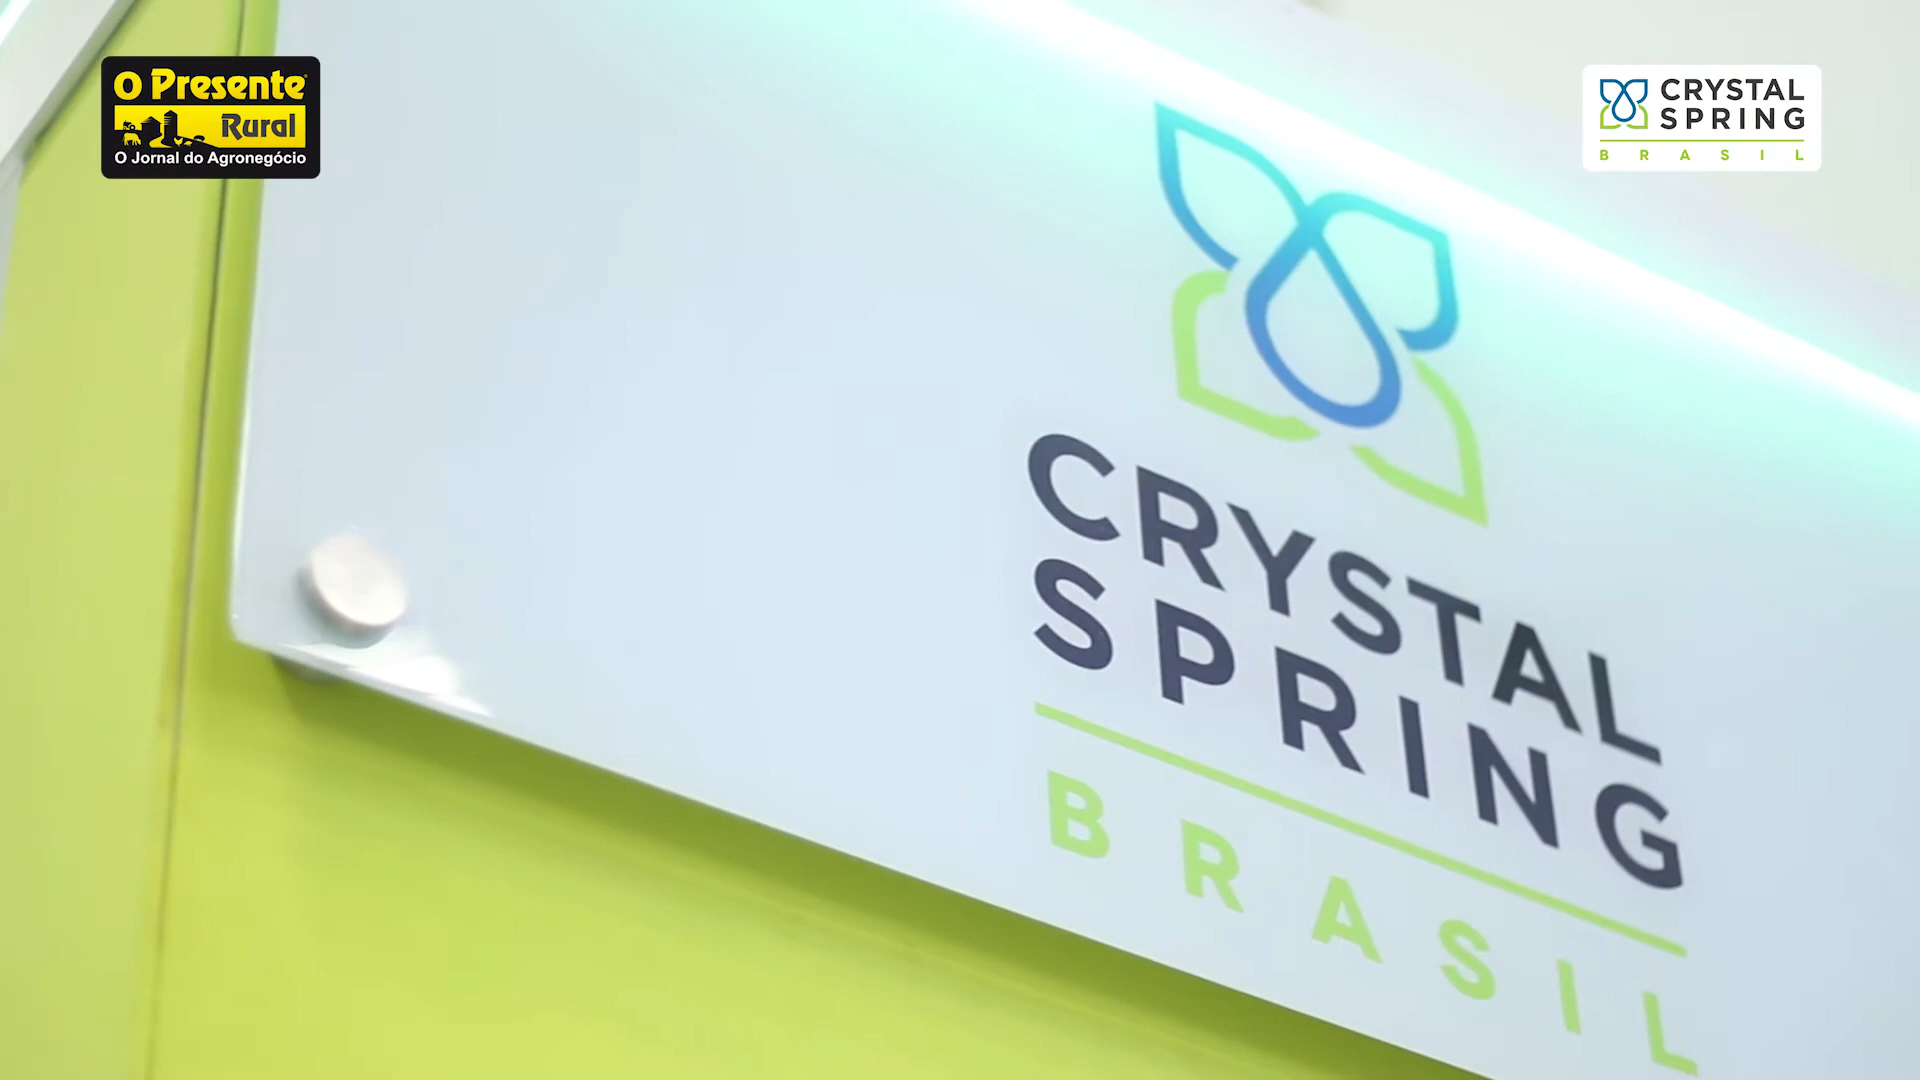 O Presente
Rural
O Jornal do Agronegócio
CRYSTAL
SPRING
BRASIL
CRYSTAL
SPRING
BRASIL